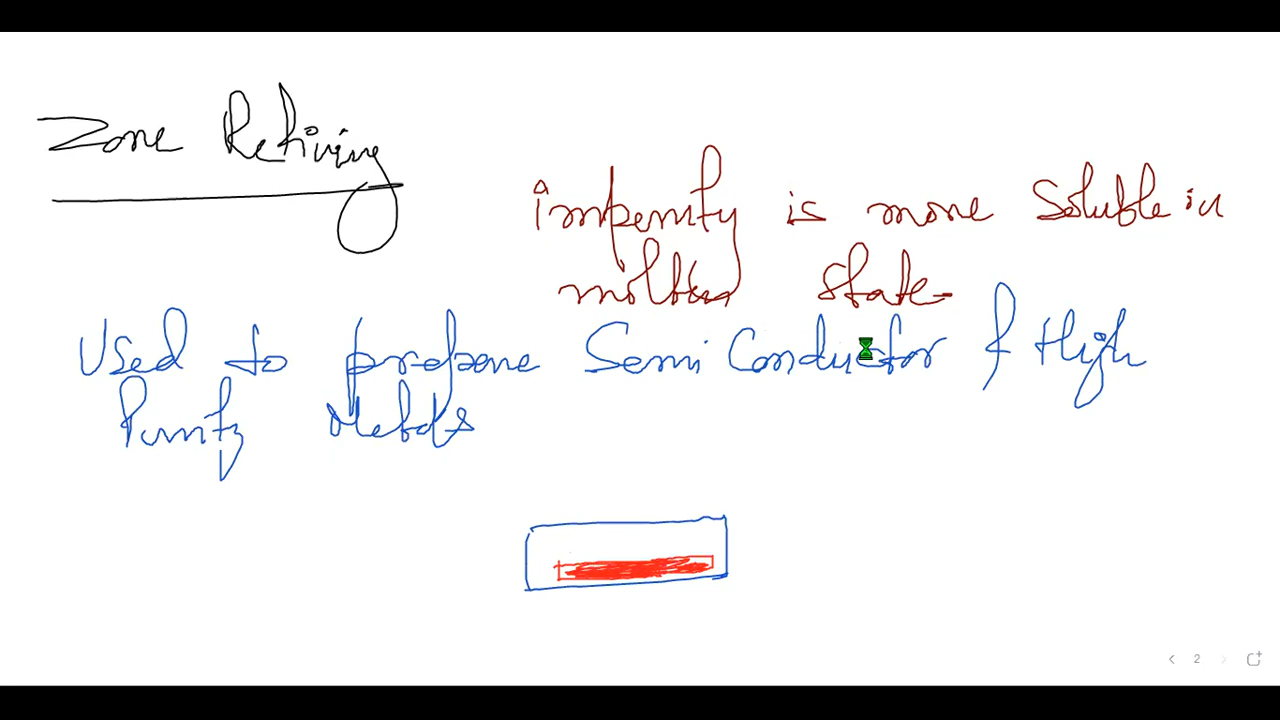 Zone Refining
impurity is more Soluble in
molten state-
Used to prepare Semi Conductor & High
Purity Metals
2